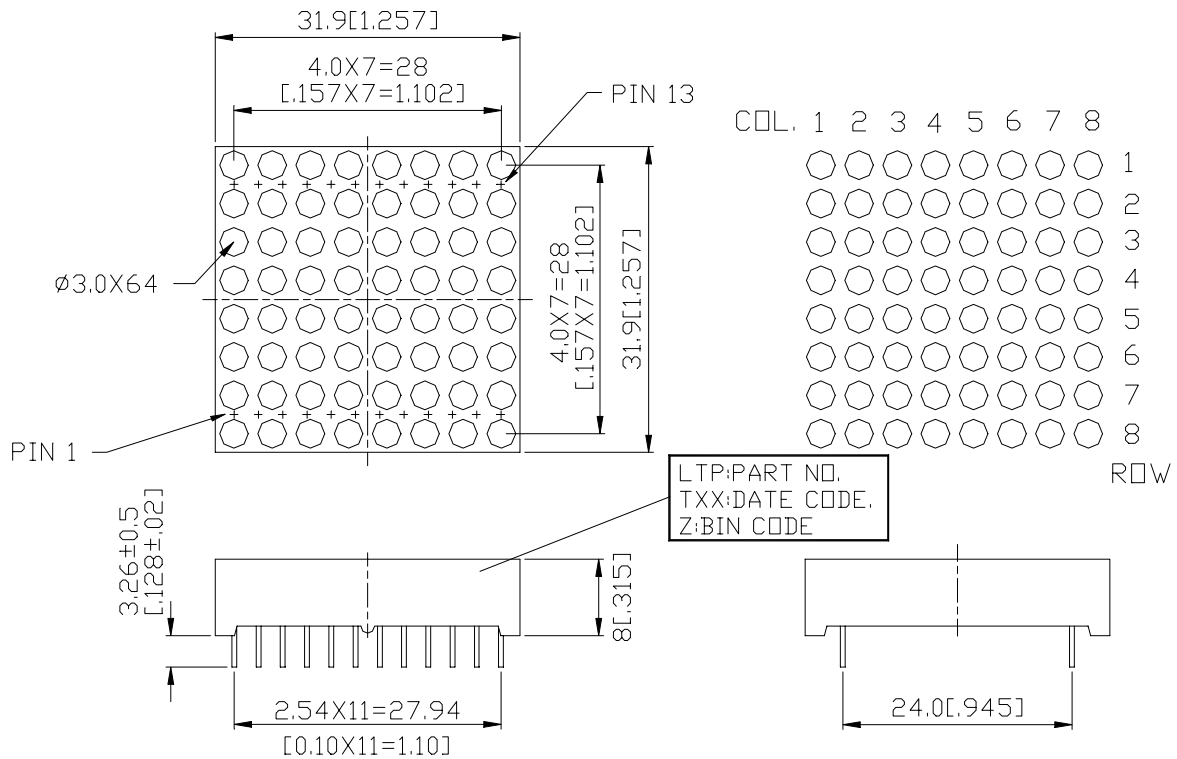 31.9[1.257]
4.0X7=28
[.157X7=1.102]
PIN 13
COL. 1 2 3 4 5 6 7 8
1
2
3
4
5
6
7
8
ROW
Ø3.0X64
4.0X7=28
[.157X7=1.102]
31.9[1.257]
PIN 1
LTP:PART NO.
TXX:DATE CODE.
Z:BIN CODE
3.26±0.5
[.128±.02]
8[.315]
2.54X11=27.94
[0.10X11=1.10]
24.0[.945]